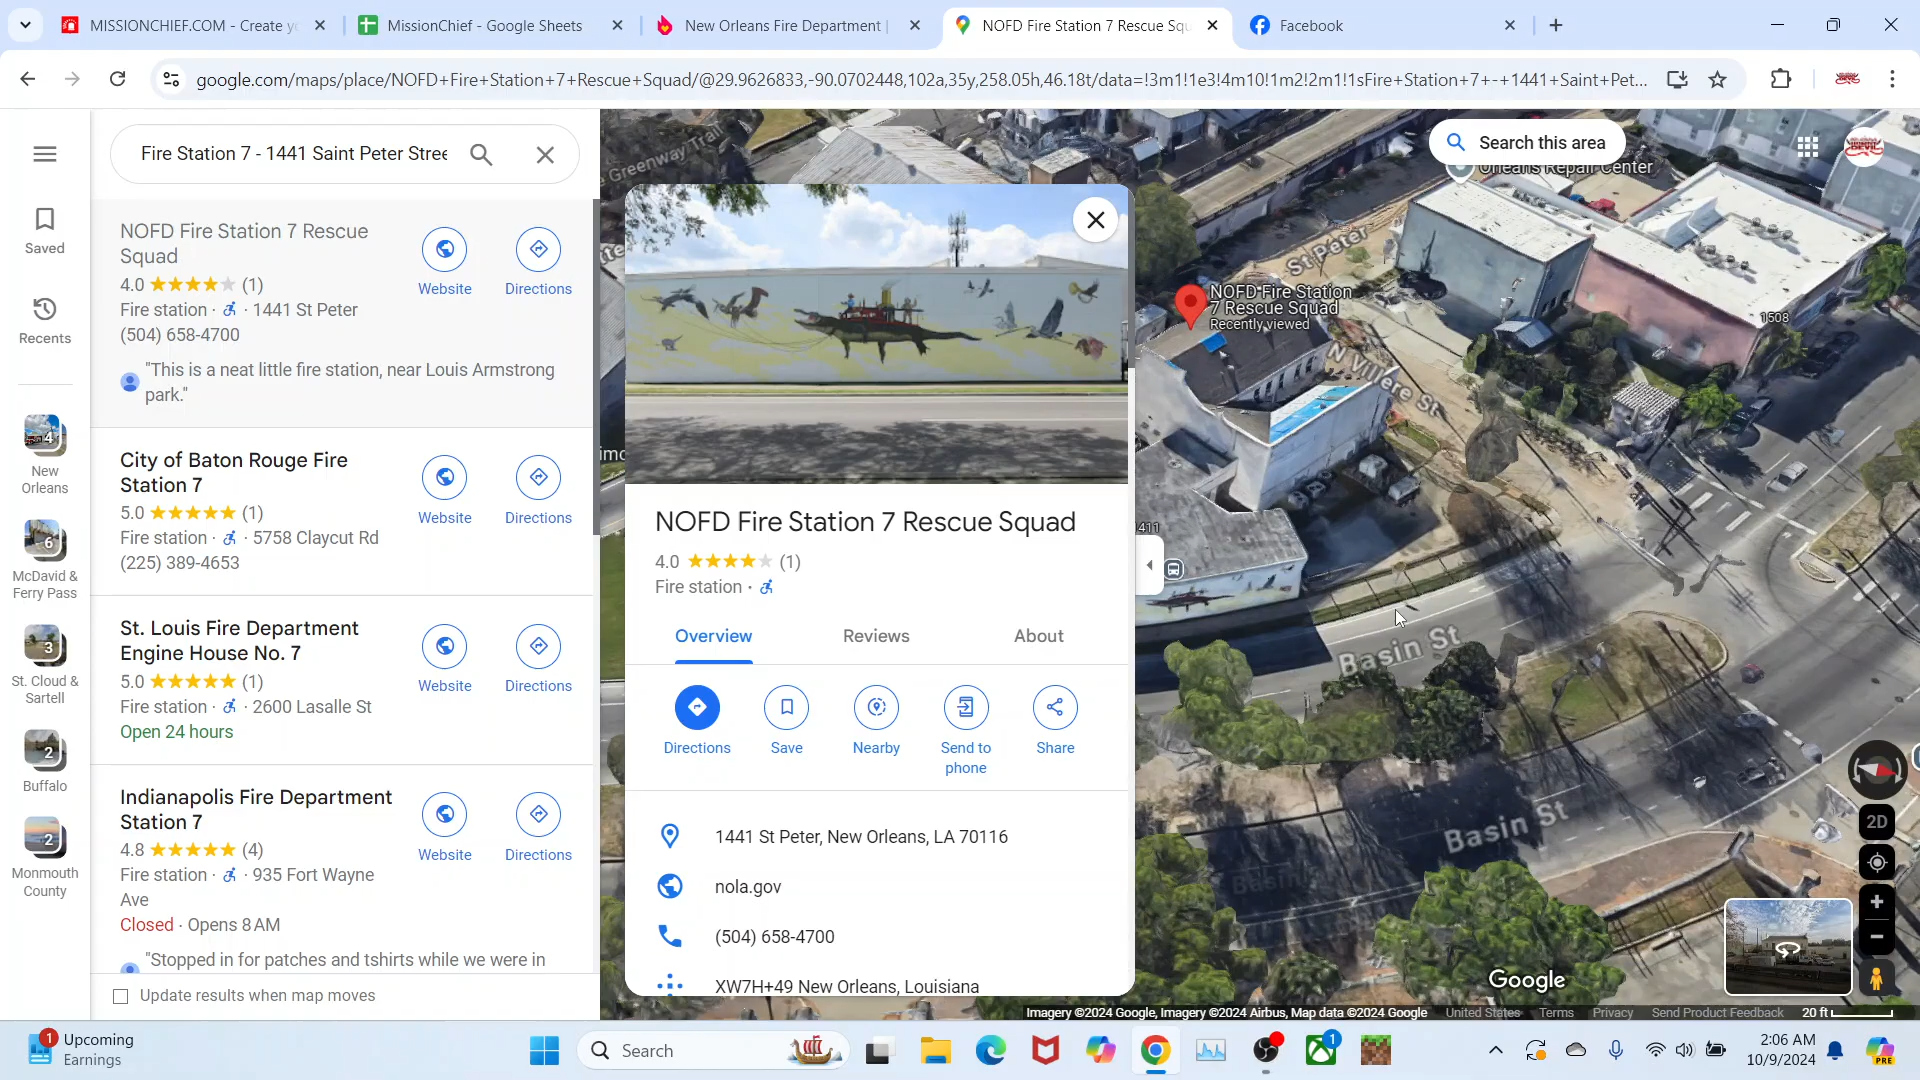 MISSIONCHIEF.COM - Create yo
MissionChief - Google Sheets
New Orleans Fire Department |
NOFD Fire Station 7 Rescue Squ
Facebook
google.com/maps/place/NOFD+Fire+Station+7+Rescue+Squad/@29.9626833,-90.0702448,102a,35y,258.05h,46.18t/data=!3m1!1e3!4m10!1m2!2m1!1sFire+Station+7+-+1441+Saint+Pet...
Fire Station 7 - 1441 Saint Peter Stree
Saved
Recents
4
New
Orleans
6
McDavid &
Ferry Pass
3
St. Cloud &
Sartell
2
Buffalo
2
Monmouth
County
NOFD Fire Station 7 Rescue
Squad
4.0 (1)
Fire station · · 1441 St Peter
(504) 658-4700
"This is a neat little fire station, near Louis Armstrong
park."
Website
Directions
City of Baton Rouge Fire
Station 7
5.0 (1)
Fire station · · 5758 Claycut Rd
(225) 389-4653
Website
Directions
St. Louis Fire Department
Engine House No. 7
5.0 (1)
Fire station · · 2600 Lasalle St
Open 24 hours
Website
Directions
Indianapolis Fire Department
Station 7
4.8 (4)
Fire station · · 935 Fort Wayne
Ave
Closed · Opens 8 AM
"Stopped in for patches and tshirts while we were in
Website
Directions
Update results when map moves
NOFD Fire Station 7 Rescue Squad
4.0 (1)
Fire station ·
Overview
Reviews
About
Directions
Save
Nearby
Send to
phone
Share
1441 St Peter, New Orleans, LA 70116
nola.gov
(504) 658-4700
XW7H+49 New Orleans, Louisiana
Search this area
Orleans Repair Center
e Greenway Trail
St Peter
NOFD Fire Station
7 Rescue Squad
Recently viewed
N Villere St
1508
1411
Basin St
Basin St
2D
Google
Imagery ©2024 Google, Imagery ©2024 Airbus, Map data ©2024 Google
United States
Terms
Privacy
Send Product Feedback
20 ft
1
Upcoming
Earnings
Search
1
2:06 AM
10/9/2024
PRE